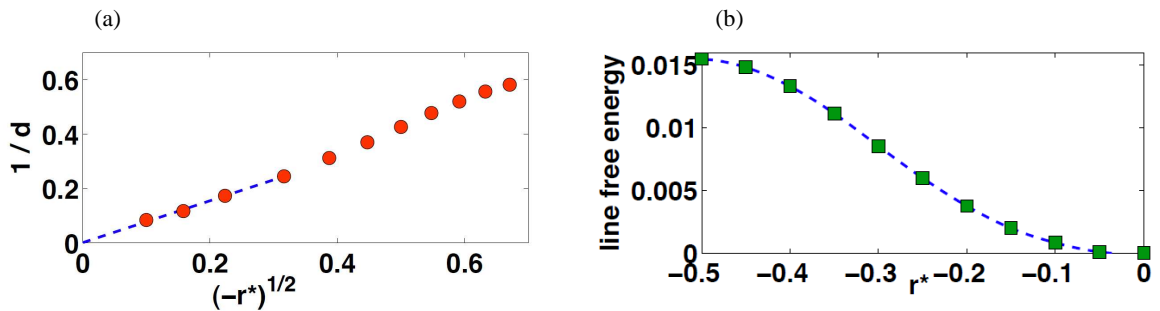 (a)
0.6
0.4
0.2
0
1 / d
0 0.2 0.4 0.6
(−r*)^{1/2}
(b)
0.015
0.01
0.005
0
line free energy
−0.5 −0.4 −0.3 −0.2 −0.1 0
r*